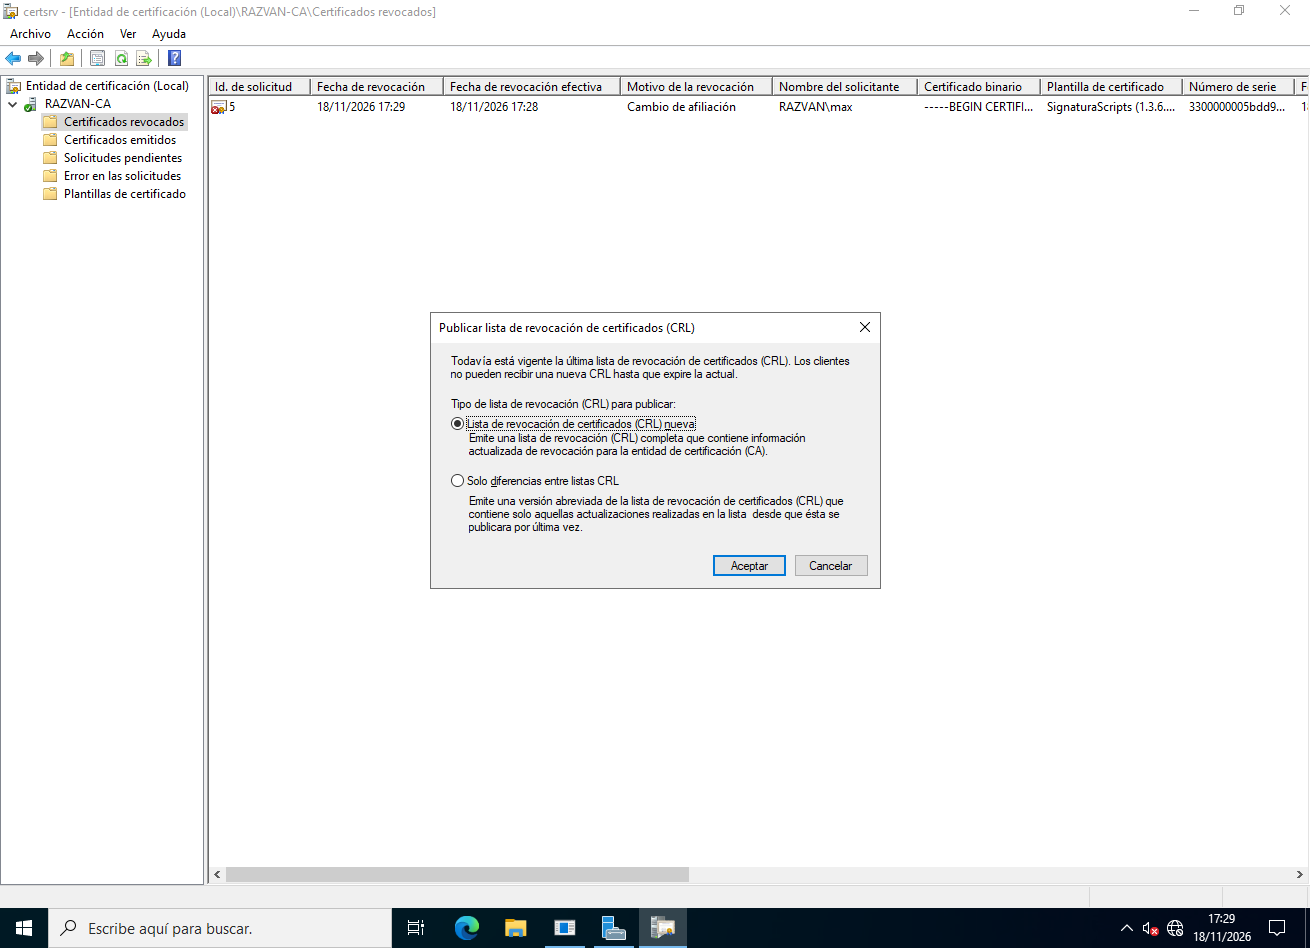 certsrv - [Entidad de certificación (Local)\RAZVAN-CA\Certificados revocados]
Archivo Acción Ver Ayuda
Entidad de certificación (Local)
RAZVAN-CA
Certificados revocados
Certificados emitidos
Solicitudes pendientes
Error en las solicitudes
Plantillas de certificado
Id. de solicitud Fecha de revocación Fecha de revocación efectiva Motivo de la revocación Nombre del solicitante Certificado binario Plantilla de certificado Número de serie F
5 18/11/2026 17:29 18/11/2026 17:28 Cambio de afiliación RAZVAN\max -----BEGIN CERTIFI... SignaturaScripts (1.3.6.... 3300000005bdd9... 1
Publicar lista de revocación de certificados (CRL)
Todavía está vigente la última lista de revocación de certificados (CRL). Los clientes
no pueden recibir una nueva CRL hasta que expire la actual.
Tipo de lista de revocación (CRL) para publicar:
Lista de revocación de certificados (CRL) nueva
Emite una lista de revocación (CRL) completa que contiene información
actualizada de revocación para la entidad de certificación (CA).
Solo diferencias entre listas CRL
Emite una versión abreviada de la lista de revocación de certificados (CRL) que
contiene solo aquellas actualizaciones realizadas en la lista desde que ésta se
publicara por última vez.
Aceptar Cancelar
Escribe aquí para buscar.
17:29
18/11/2026